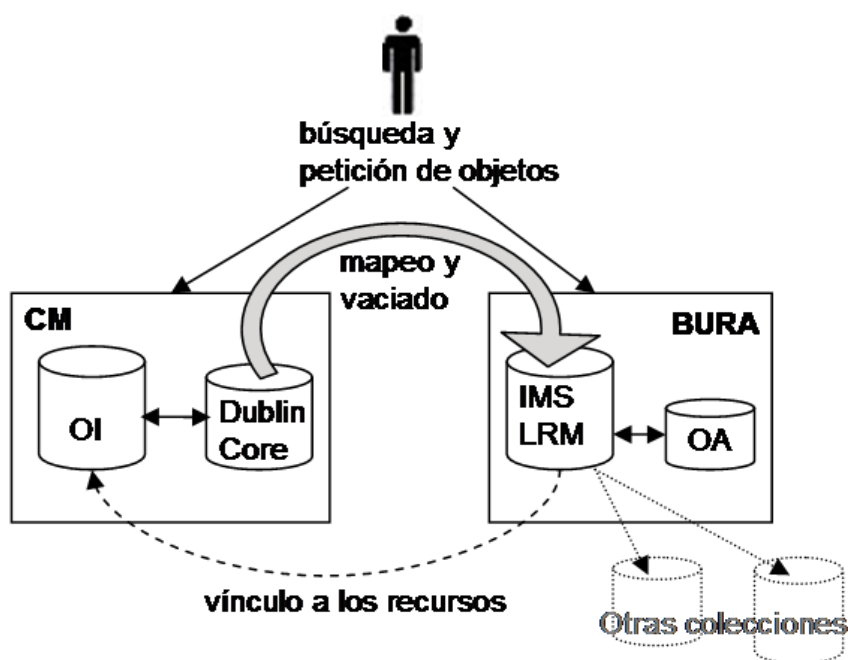 búsqueda y
petición de objetos
mapeo y
vaciado
CM
BURA
OI
Dublin
Core
IMS
LRM
OA
vínculo a los recursos
Otras colecciones